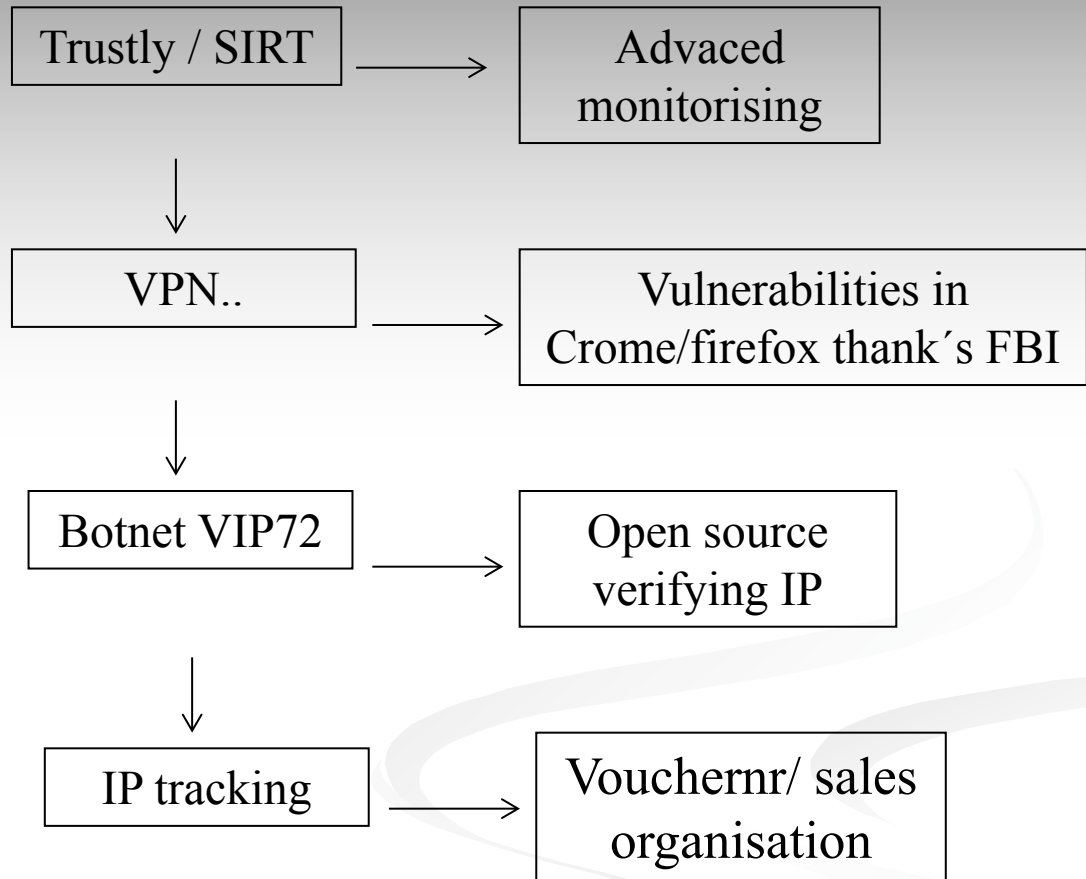 Trustly / SIRT
Advaced
monitorising
VPN..
Vulnerabilities in
Crome/firefox thank´s FBI
Botnet VIP72
Open source
verifying IP
IP tracking
Vouchernr/ sales
organisation